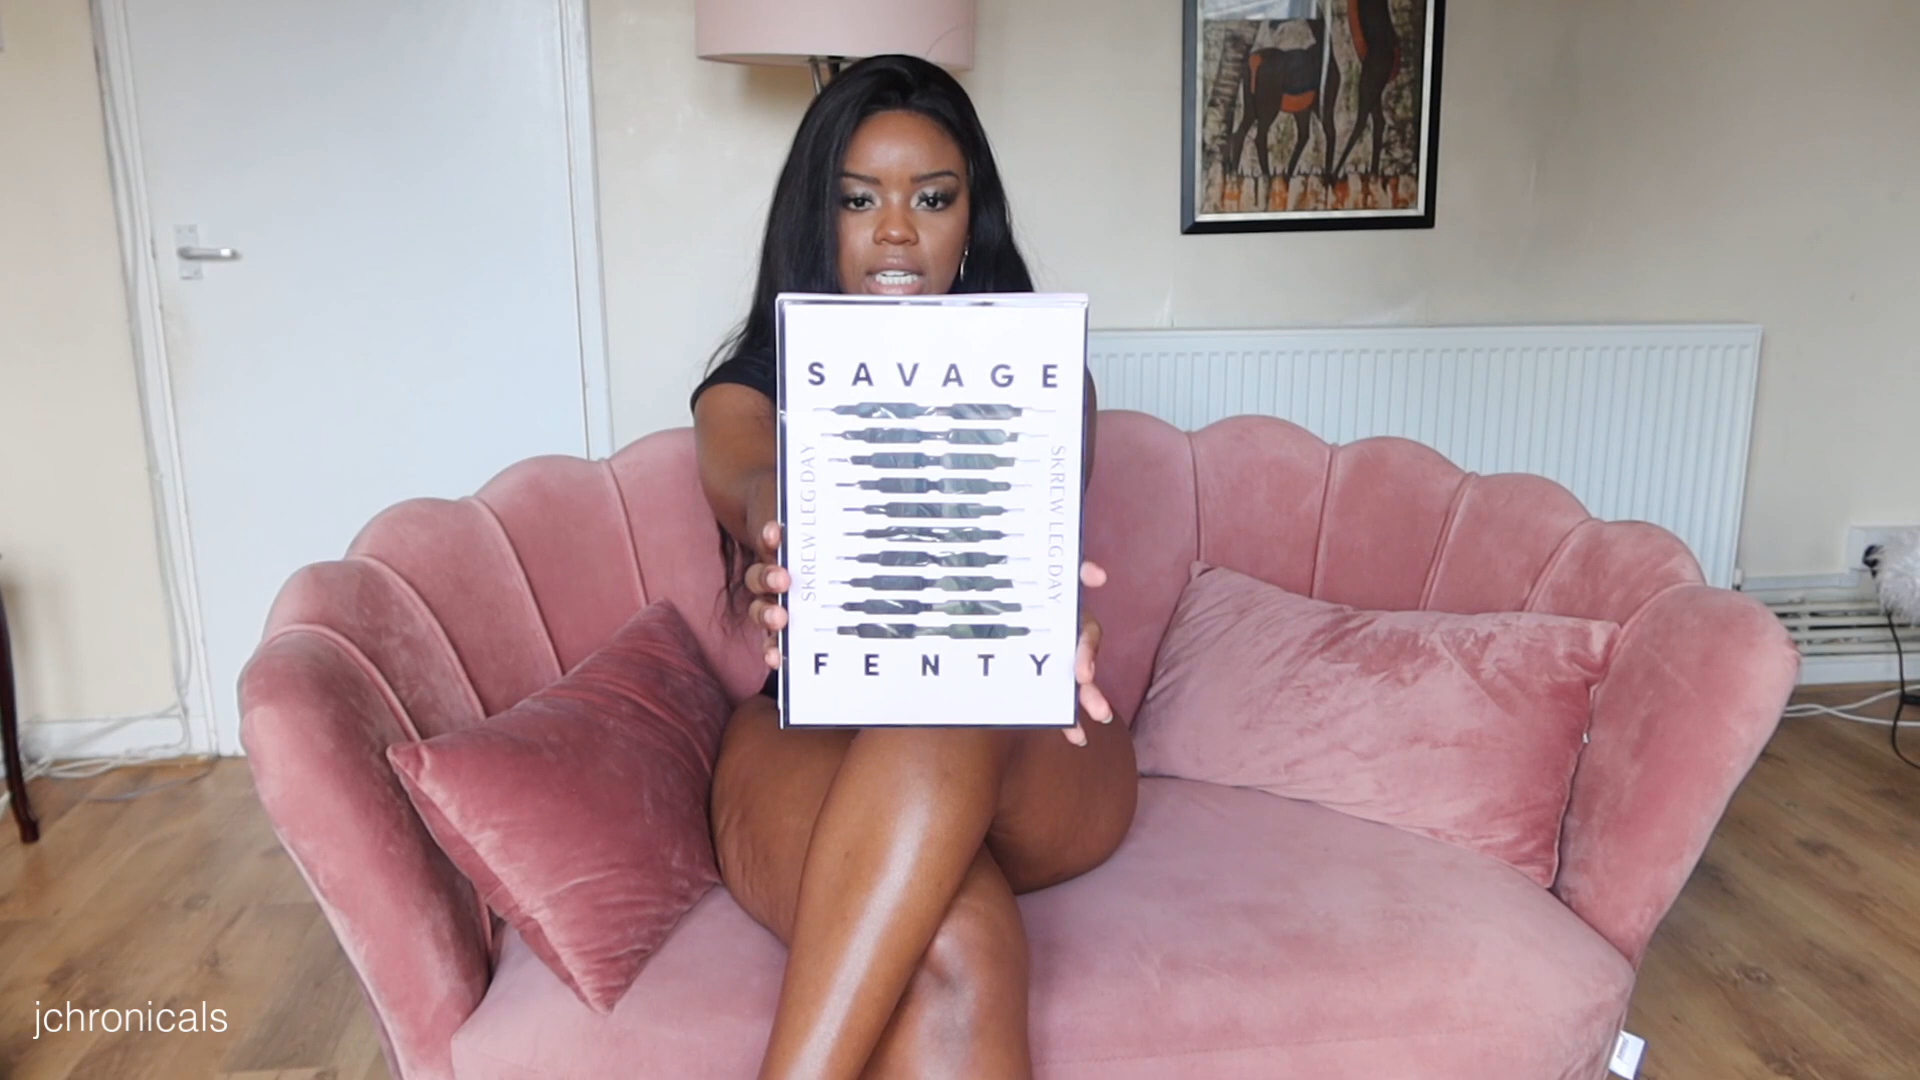 SAVAGE
SKREW LEG DAY
SKREW LEG DAY
FENTY
jchronicals